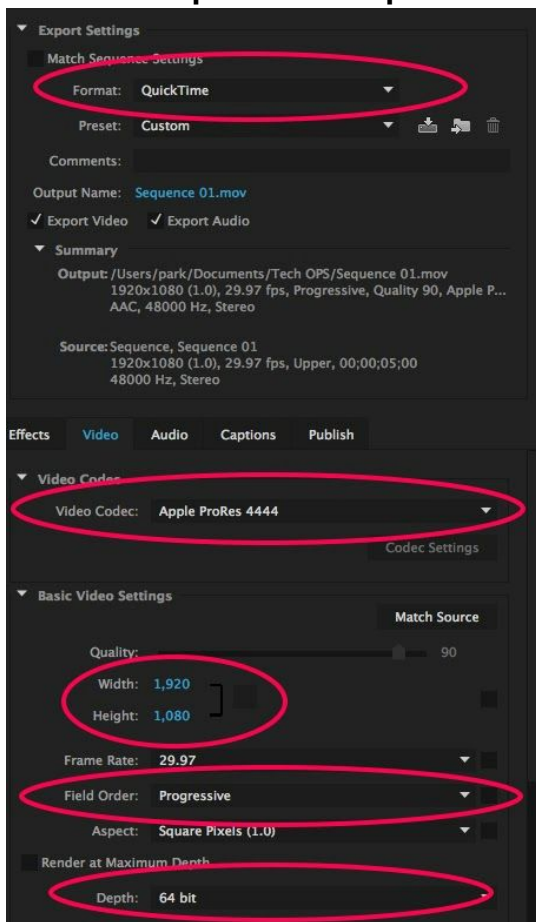 Export Settings
Match Sequence Settings
Format: QuickTime
Preset: Custom
Comments:
Output Name: Sequence 01.mov
Export Video Export Audio
Summary
Output: /Users/park/Documents/Tech OPS/Sequence 01.mov
1920x1080 (1.0), 29.97 fps, Progressive, Quality 90, Apple P...
AAC, 48000 Hz, Stereo
Source: Sequence, Sequence 01
1920x1080 (1.0), 29.97 fps, Upper, 00;00;05;00
48000 Hz, Stereo
Effects Video Audio Captions Publish
Video Codec
Video Codec: Apple ProRes 4444
Codec Settings
Basic Video Settings
Match Source
Quality: 90
Width: 1,920
Height: 1,080
Frame Rate: 29.97
Field Order: Progressive
Aspect: Square Pixels (1.0)
Render at Maximum Depth
Depth: 64 bit